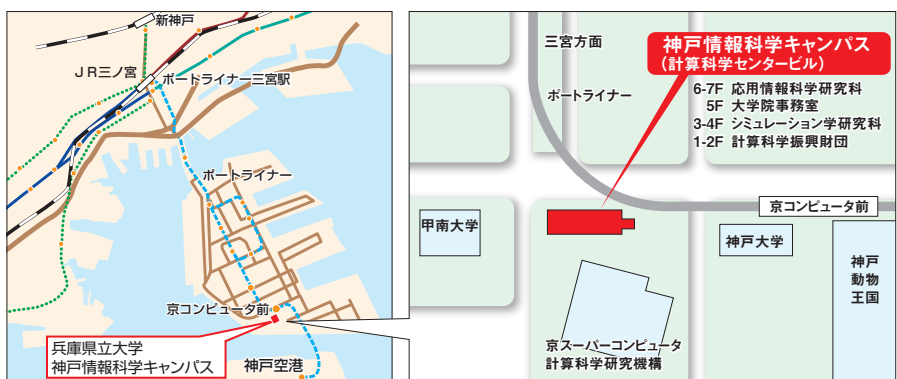 新神戸
JR三ノ宮
ポートライナー三宮駅
ポートライナー
京コンピュータ前
兵庫県立大学
神戸情報科学キャンパス
神戸空港
三宮方面
ポートライナー
神戸情報科学キャンパス
(計算科学センタービル)
6-7F 応用情報科学研究科
5F 大学院事務室
3-4F シミュレーション学研究科
1-2F 計算科学振興財団
京コンピュータ前
甲南大学
神戸大学
神戸
動物
王国
京スーパーコンピュータ
計算科学研究機構